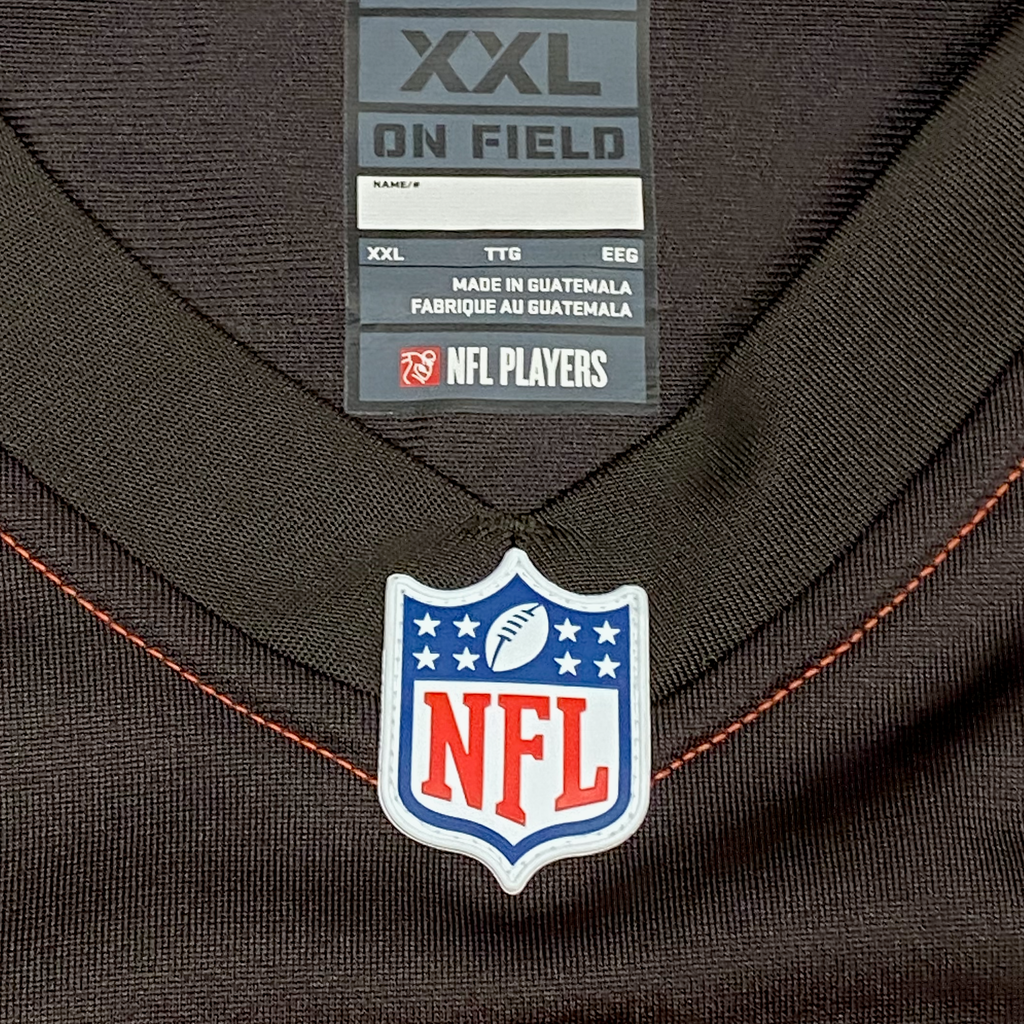 XXL
ON FIELD
NAME/#
XXL TTG EEG
MADE IN GUATEMALA
FABRIQUE AU GUATEMALA
NFL PLAYERS
NFL